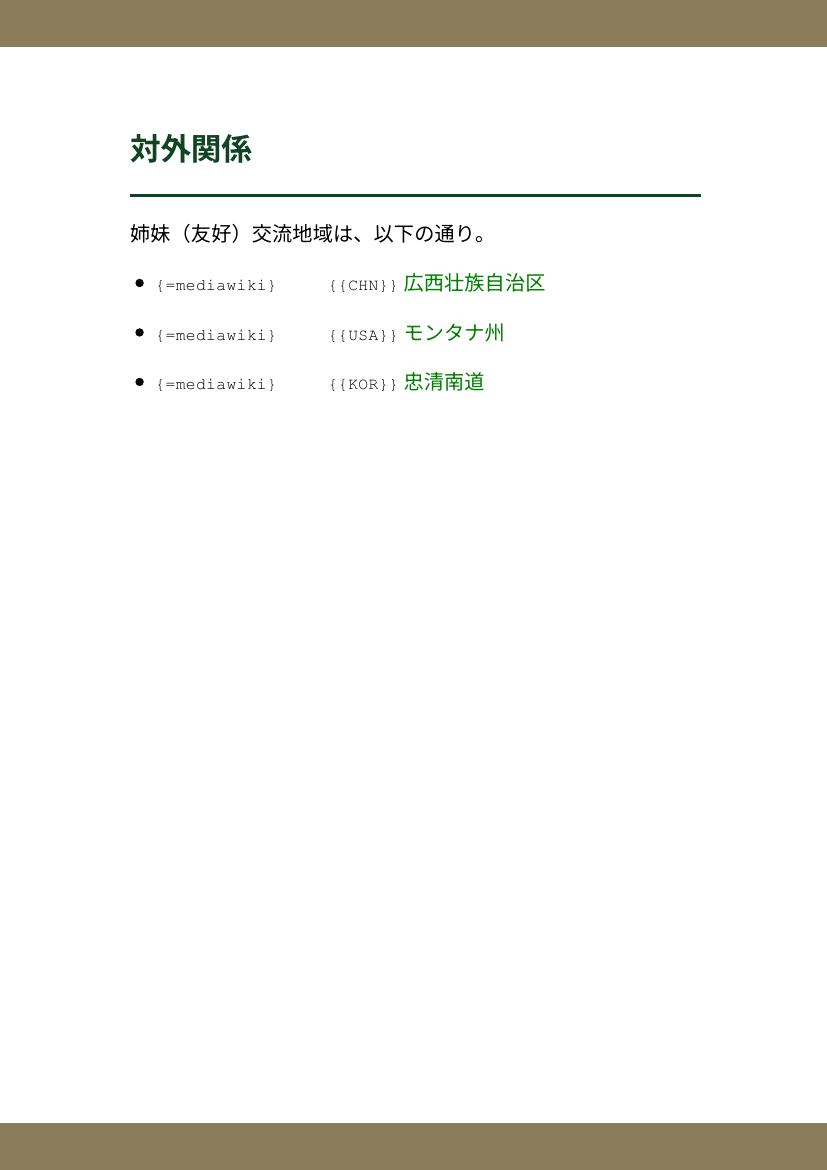 対外関係
姉妹（友好）交流地域は、以下の通り。
• {=mediawiki} {{CHN}} 広西壮族自治区
• {=mediawiki} {{USA}} モンタナ州
• {=mediawiki} {{KOR}} 忠清南道